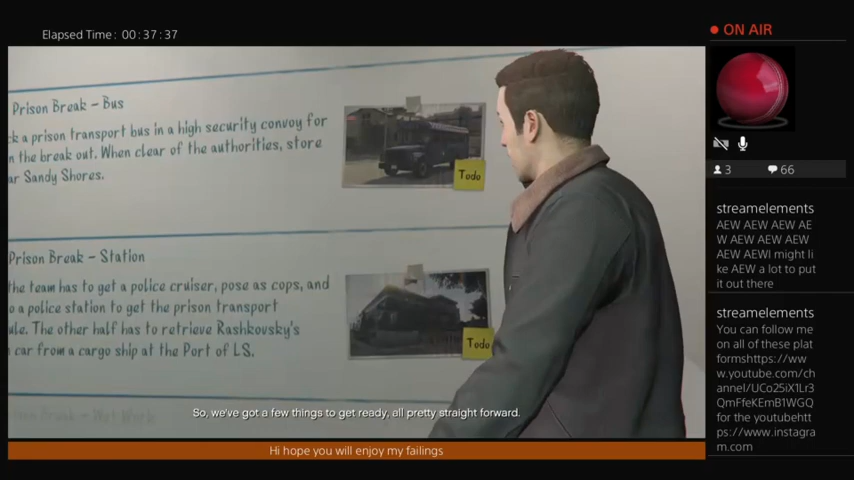 Elapsed Time: 00:37:37
ON AIR
Prison Break - Bus
ck a prison transport bus in a high security convoy for
n the break out. When clear of the authorities, store
ar Sandy Shores.
Todo
Prison Break - Station
the team has to get a police cruiser, pose as cops, and
o a police station to get the prison transport
ule. The other half has to retrieve Rashkovsky's
car from a cargo ship at the Port of LS.
Todo
So, we've got a few things to get ready, all pretty straight forward.
Hi hope you will enjoy my failings
3
66
streamelements
AEW AEW AEW AE
W AEW AEW AEW
AEW AEWI might li
ke AEW a lot to put
it out there
streamelements
You can follow me
on all of these plat
formshttps://ww
w.youtube.com/ch
annel/UCo25iX1Lr3
QmFfeKEmB1WGQ
for the youtubehtt
ps://www.instagra
m.com